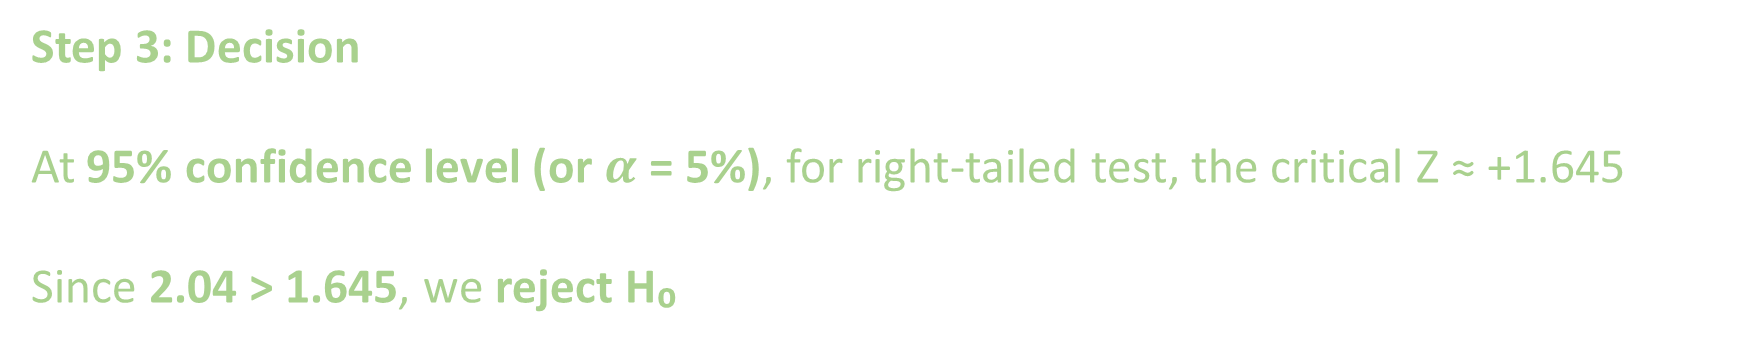 Step 3: Decision
At 95% confidence level (or 𝜶 = 5%), for right-tailed test, the critical Z ≈ +1.645
Since 2.04 > 1.645, we reject H₀